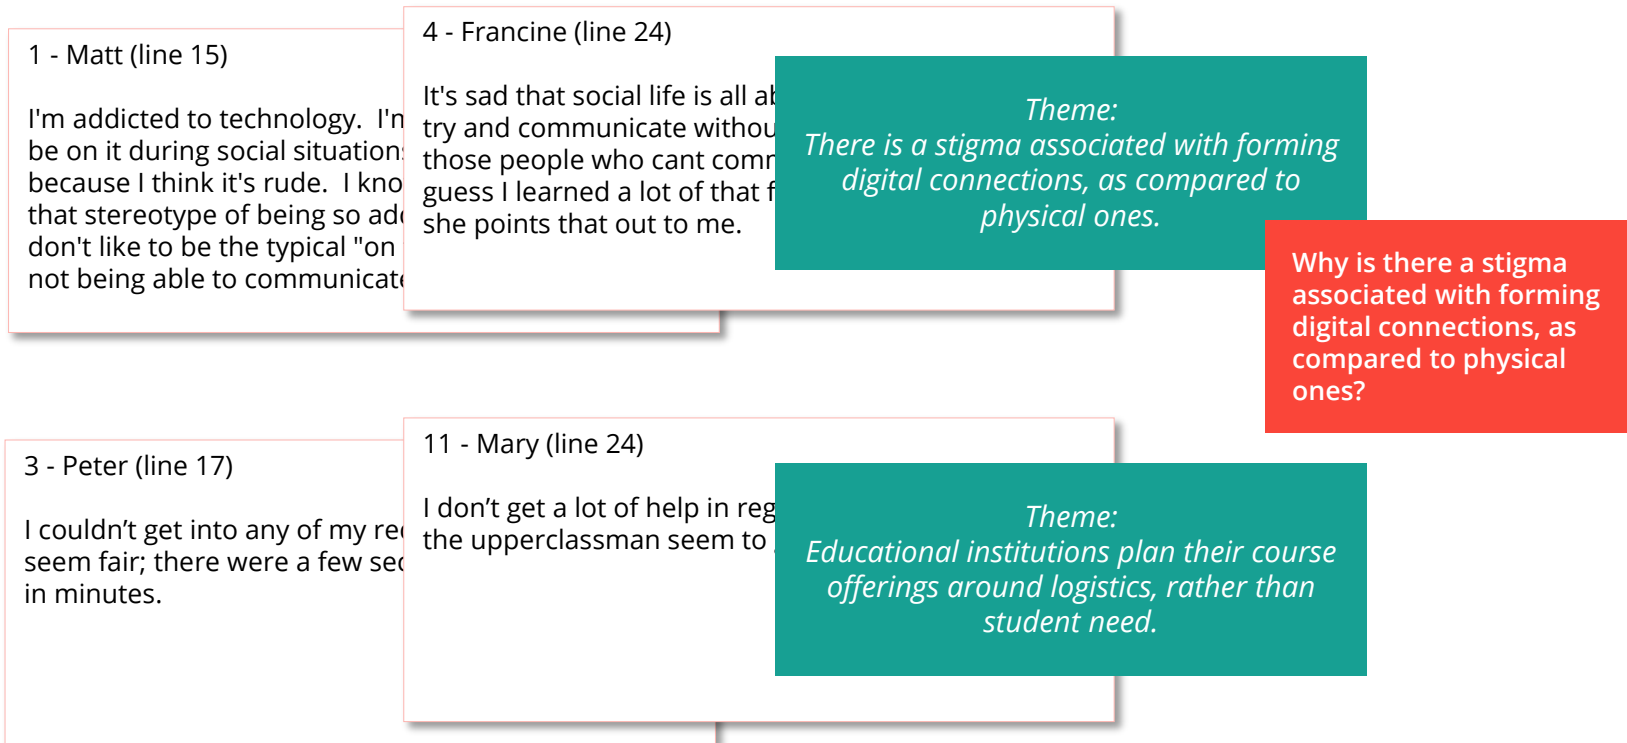 1 - Matt (line 15)
I'm addicted to technology.  I'm
be on it during social situations
because I think it's rude.  I kno
that stereotype of being so add
don't like to be the typical "on
not being able to communicate
4 - Francine (line 24)
It's sad that social life is all ab
try and communicate withou
those people who cant comm
guess I learned a lot of that f
she points that out to me.
Theme:
There is a stigma associated with forming
digital connections, as compared to
physical ones.
Why is there a stigma
associated with forming
digital connections, as
compared to physical
ones?
3 - Peter (line 17)
I couldn’t get into any of my req
seem fair; there were a few sec
in minutes.
11 - Mary (line 24)
I don’t get a lot of help in reg
the upperclassman seem to
Theme:
Educational institutions plan their course
offerings around logistics, rather than
student need.